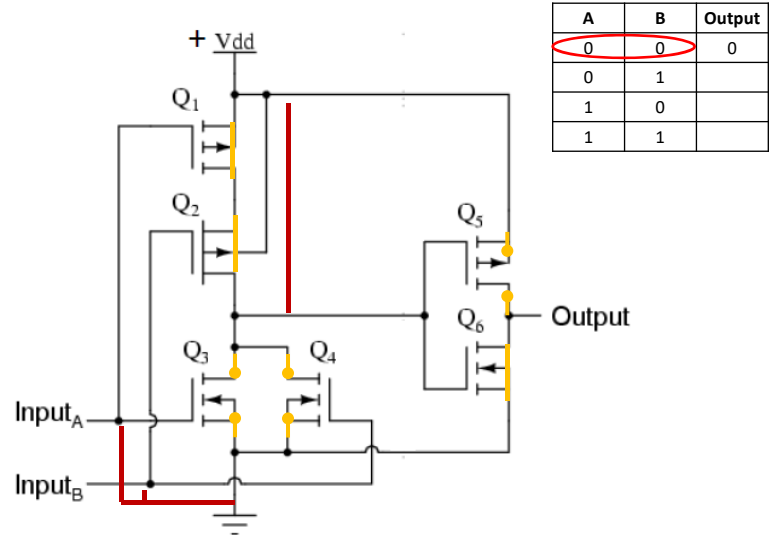 + Vdd
Q1
Q2
Q3
Q4
Q5
Q6
Output
InputA
InputB
A B Output
0 0 0
0 1
1 0
1 1